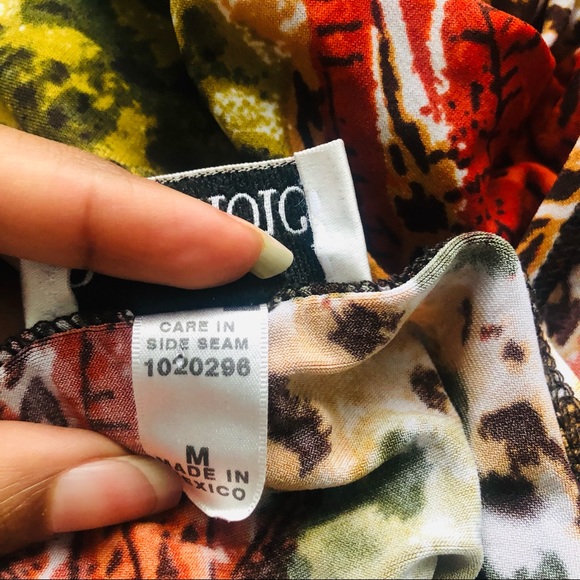 CARE IN
SIDE SEAM
1020296
M
MADE IN
MEXICO